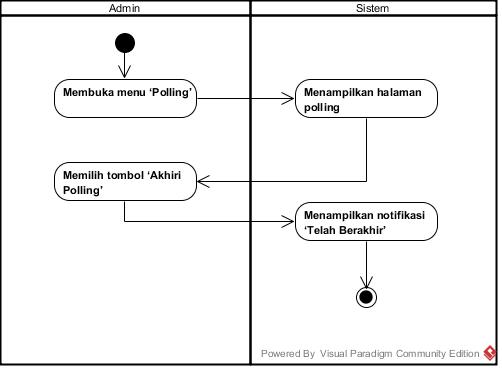 Admin
Sistem
Membuka menu ‘Polling’
Menampilkan halaman
polling
Memilih tombol ‘Akhiri
Polling’
Menampilkan notifikasi
‘Telah Berakhir’
Powered By Visual Paradigm Community Edition